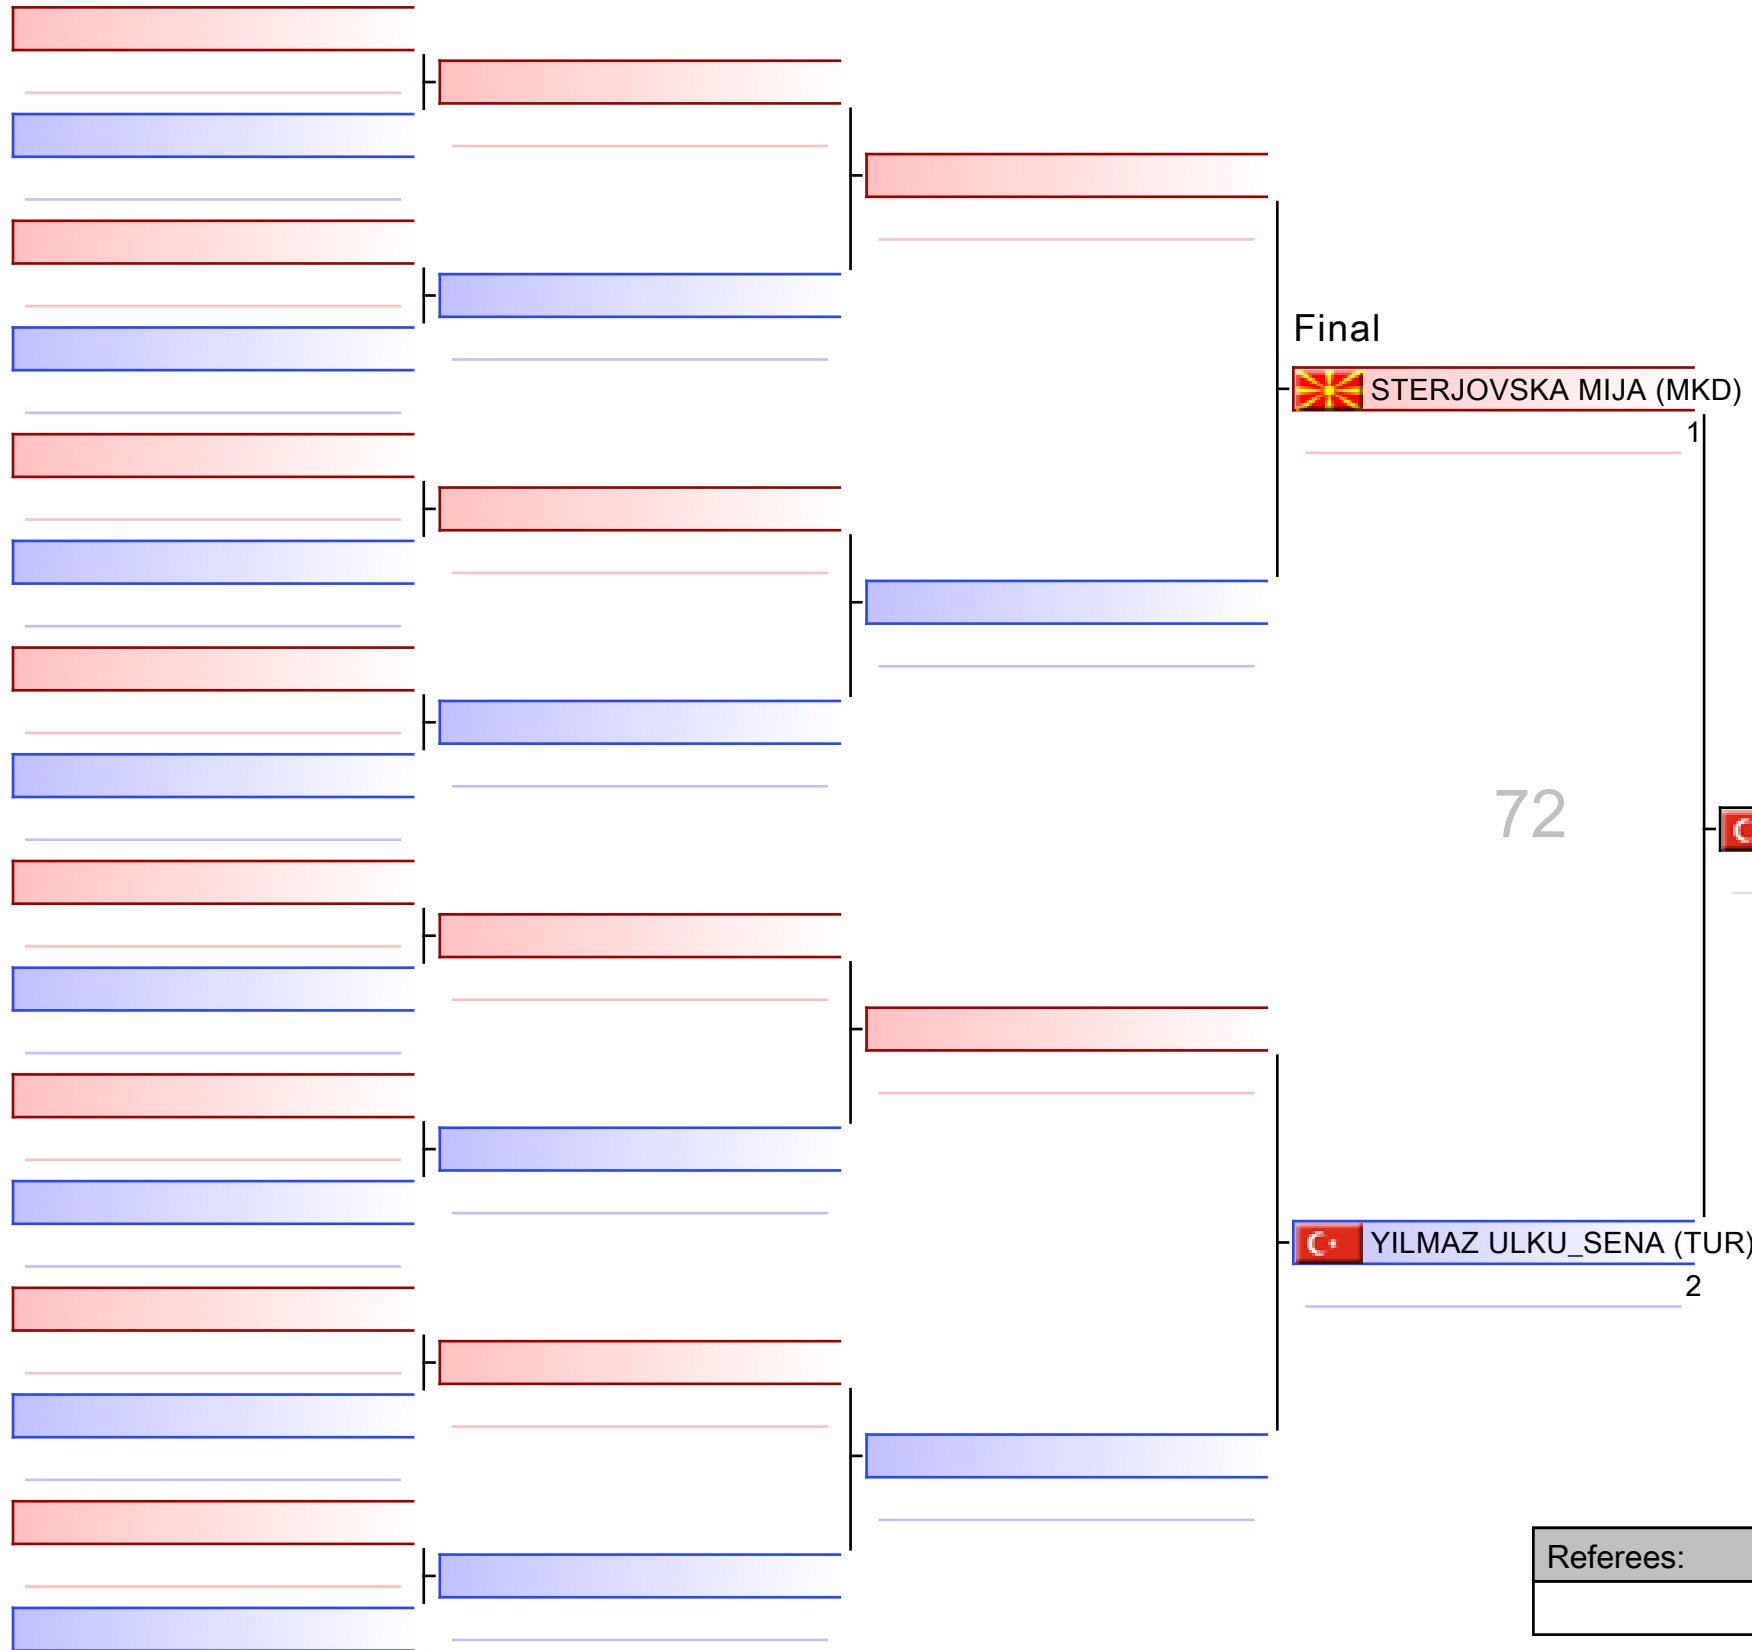 Final
STERJOVSKA MIJA (MKD)
1
72
YILMAZ ULKU_SENA (TUR)
2
Referees: